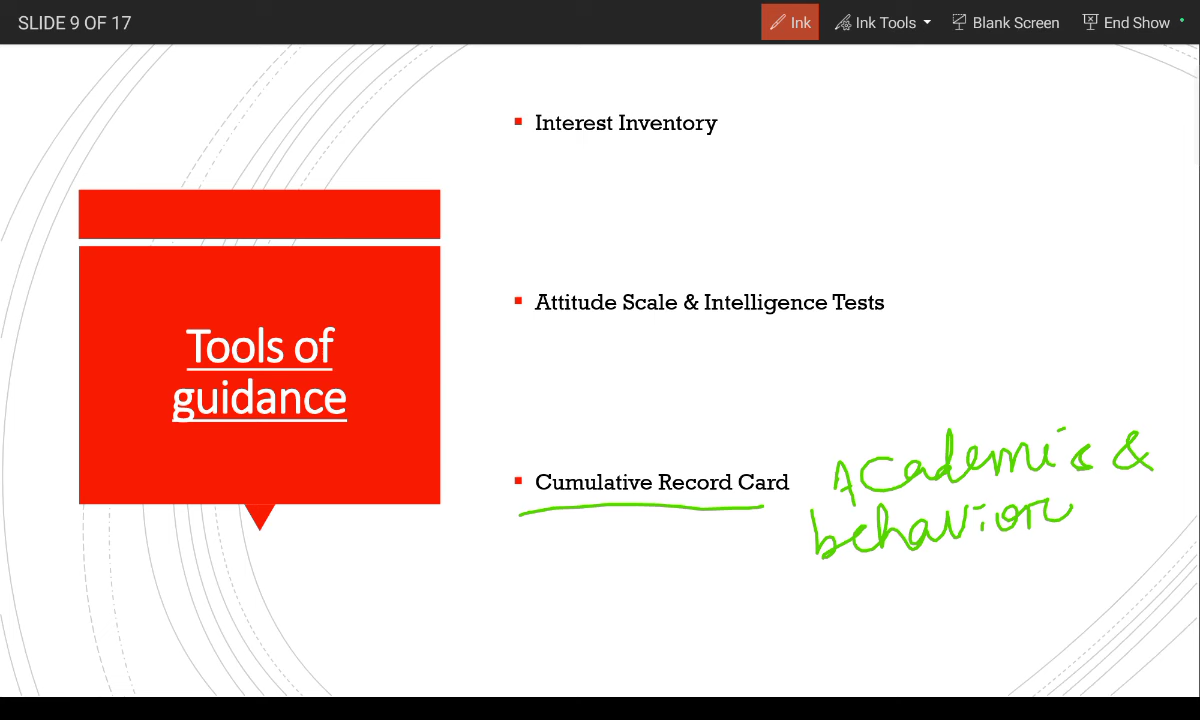 SLIDE 9 OF 17
Ink
Ink Tools
Blank Screen
End Show
Tools of
guidance
Interest Inventory
Attitude Scale & Intelligence Tests
Cumulative Record Card
Academic &
behavior